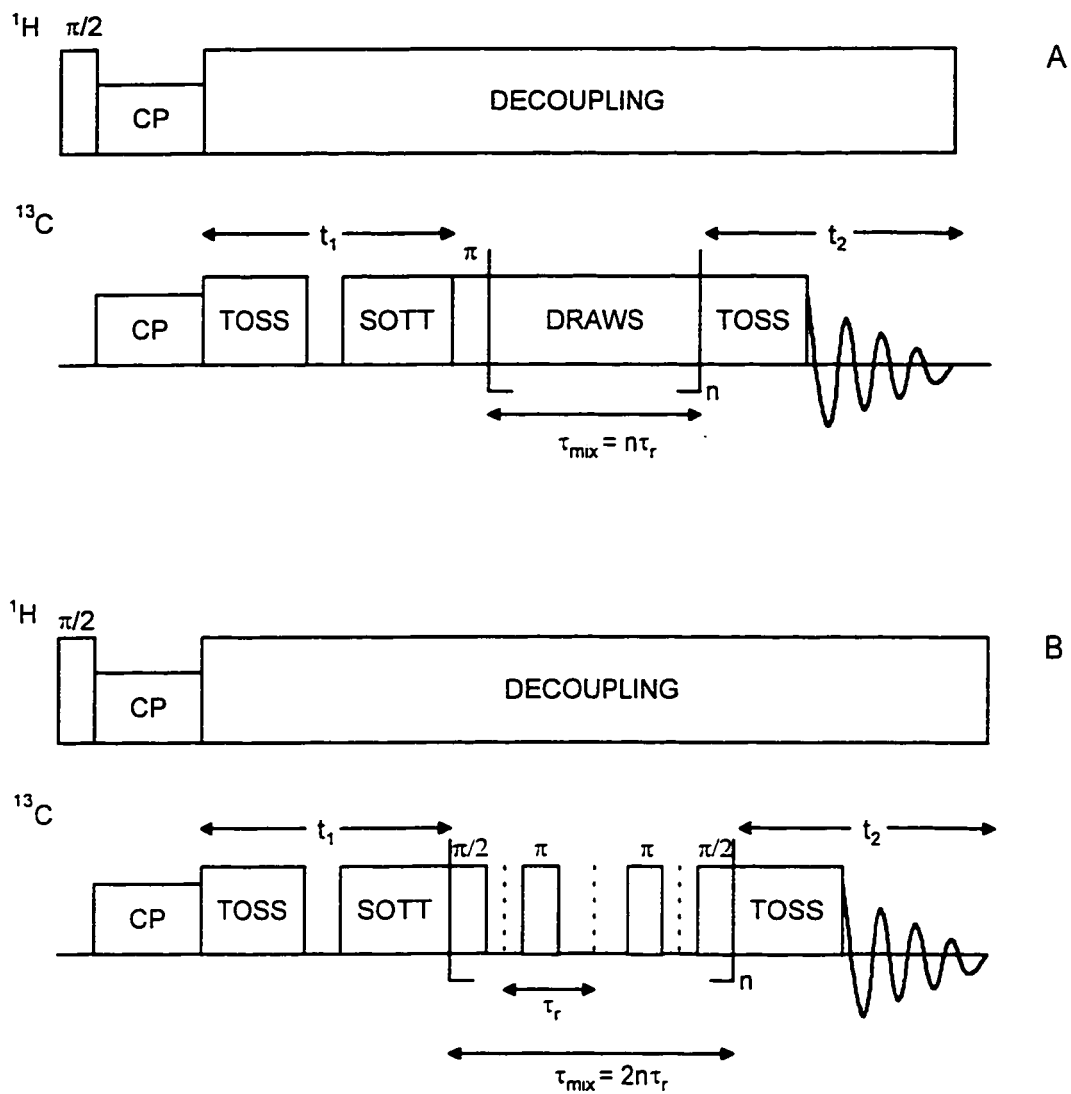 ¹H π/2
A
DECOUPLING
CP
¹³C
t₁
t₂
π
CP
TOSS
SOTT
DRAWS
TOSS
n
τmix = nτr
¹H π/2
B
DECOUPLING
CP
¹³C
t₁
t₂
π/2 π π π/2
CP
TOSS
SOTT
TOSS
n
τr
τmix = 2nτr